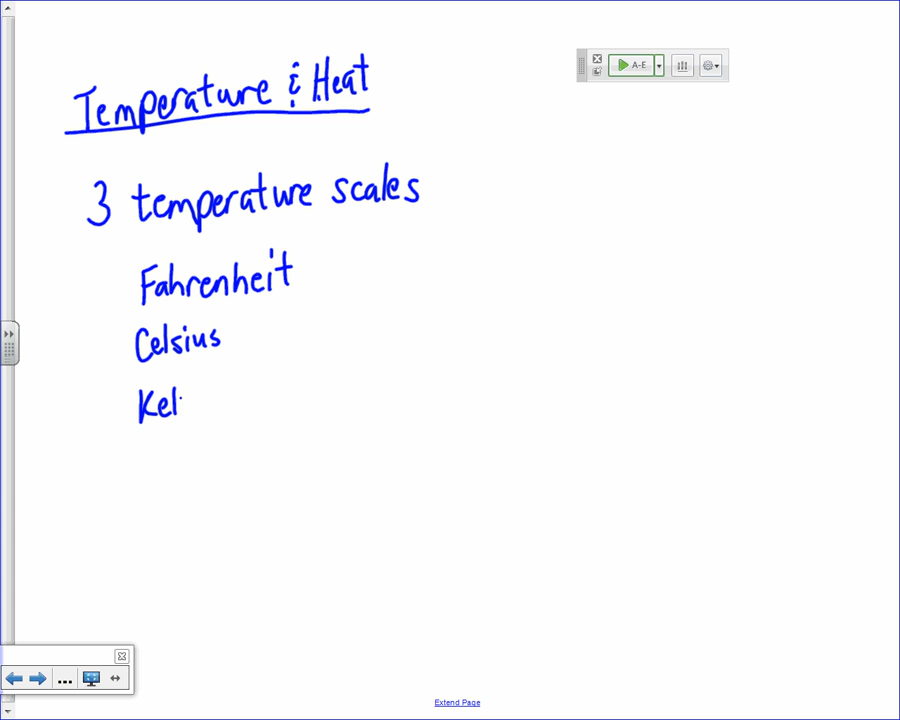 Temperature & Heat
A-E
3 temperature scales
Fahrenheit
Celsius
Kel
Extend Page